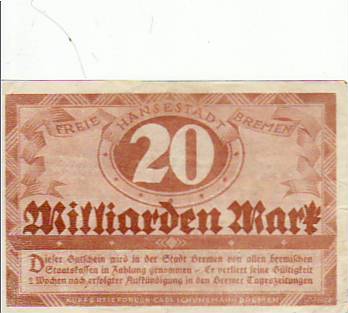 FREIE HANSESTADT BREMEN
20
Milliarden Mark
Dieser Gutschein wird in der Stadt Bremen von allen bremischen
Staatskassen in Zahlung genommen – Er verliert seine Gültigkeit
2 Wochen nach erfolgter Aufkündigung in den Bremer Tageszeitungen
CARL SCHÜNEMANN BREMEN